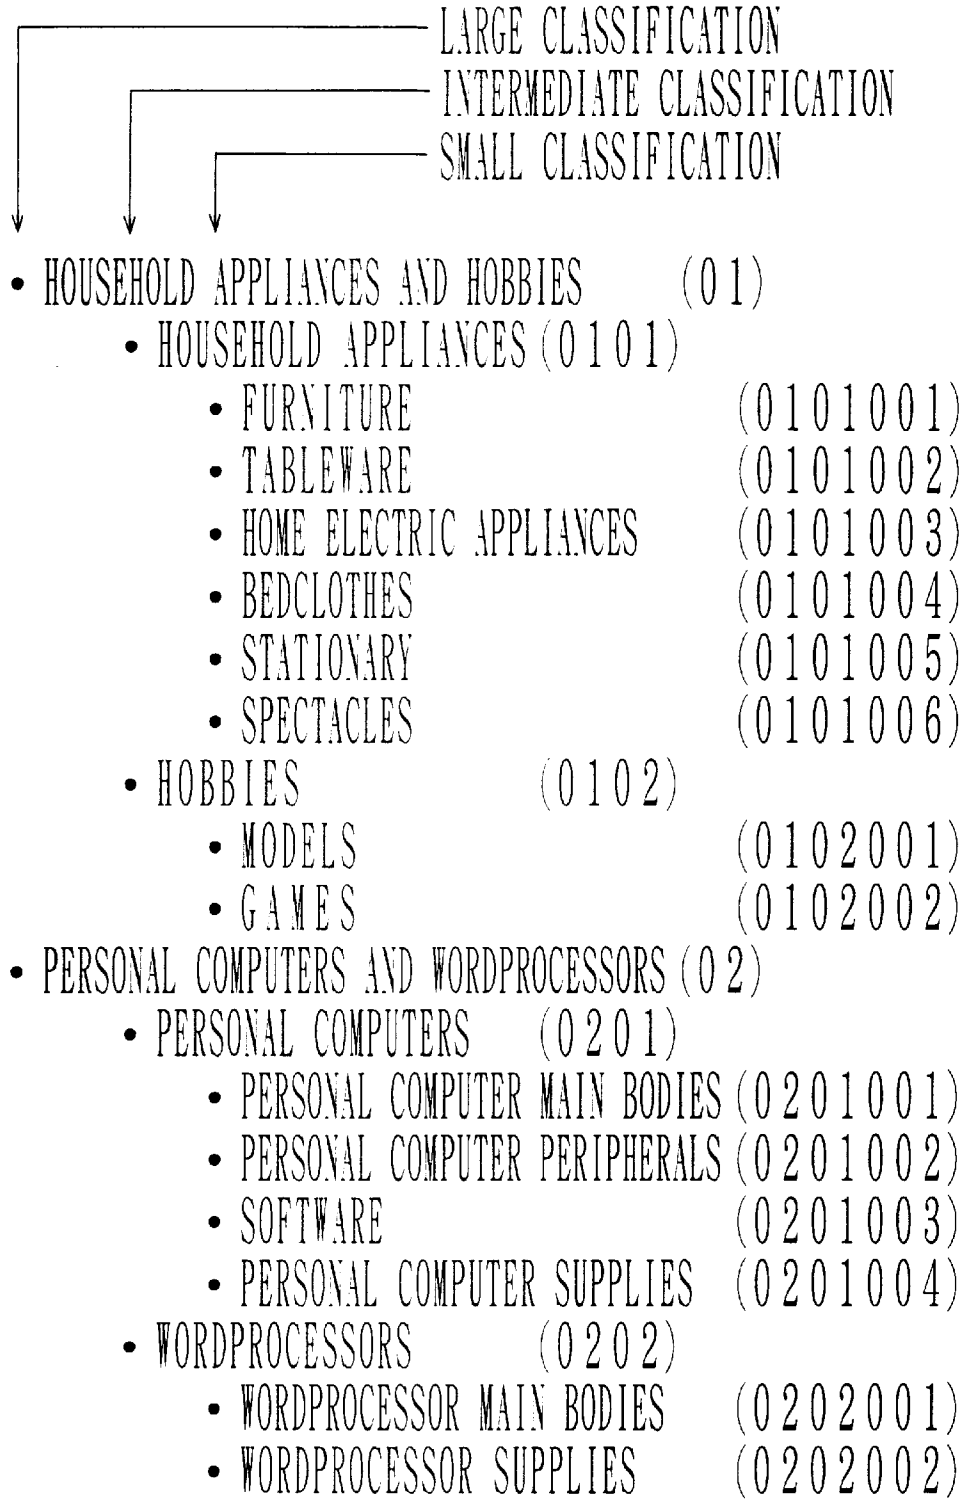 LARGE CLASSIFICATION
INTERMEDIATE CLASSIFICATION
SMALL CLASSIFICATION
• HOUSEHOLD APPLIANCES AND HOBBIES (01)
• HOUSEHOLD APPLIANCES (0101)
• FURNITURE (0101001)
• TABLEWARE (0101002)
• HOME ELECTRIC APPLIANCES (0101003)
• BEDCLOTHES (0101004)
• STATIONARY (0101005)
• SPECTACLES (0101006)
• HOBBIES (0102)
• MODELS (0102001)
• GAMES (0102002)
• PERSONAL COMPUTERS AND WORDPROCESSORS (02)
• PERSONAL COMPUTERS (0201)
• PERSONAL COMPUTER MAIN BODIES (0201001)
• PERSONAL COMPUTER PERIPHERALS (0201002)
• SOFTWARE (0201003)
• PERSONAL COMPUTER SUPPLIES (0201004)
• WORDPROCESSORS (0202)
• WORDPROCESSOR MAIN BODIES (0202001)
• WORDPROCESSOR SUPPLIES (0202002)